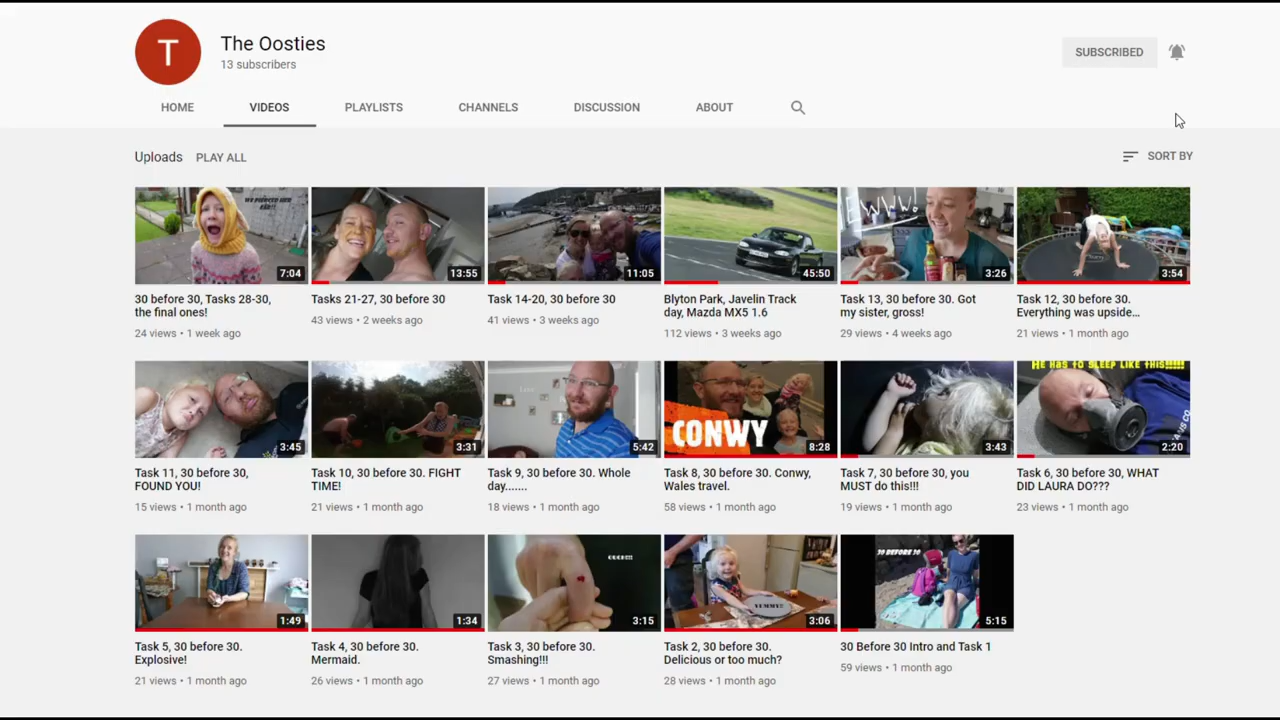 T
The Oosties
13 subscribers
SUBSCRIBED
HOME
VIDEOS
PLAYLISTS
CHANNELS
DISCUSSION
ABOUT
Uploads
PLAY ALL
SORT BY
WE PIERCED HER EAR!!!
7:04
13:55
11:05
45:50
WW!
3:26
3:54
30 before 30, Tasks 28-30,
the final ones!
24 views • 1 week ago
Tasks 21-27, 30 before 30
43 views • 2 weeks ago
Task 14-20, 30 before 30
41 views • 3 weeks ago
Blyton Park, Javelin Track
day, Mazda MX5 1.6
112 views • 3 weeks ago
Task 13, 30 before 30. Got
my sister, gross!
29 views • 4 weeks ago
Task 12, 30 before 30.
Everything was upside...
21 views • 1 month ago
3:45
3:31
5:42
CONWY
8:28
3:43
HE HAS TO SLEEP LIKE THIS!!!!!
2:20
Task 11, 30 before 30,
FOUND YOU!
15 views • 1 month ago
Task 10, 30 before 30. FIGHT
TIME!
21 views • 1 month ago
Task 9, 30 before 30. Whole
day.......
18 views • 1 month ago
Task 8, 30 before 30. Conwy,
Wales travel.
58 views • 1 month ago
Task 7, 30 before 30, you
MUST do this!!!
19 views • 1 month ago
Task 6, 30 before 30, WHAT
DID LAURA DO???
23 views • 1 month ago
1:49
1:34
OUCH!!!
3:15
YUMMY?
3:06
30 BEFORE 30
5:15
Task 5, 30 before 30.
Explosive!
21 views • 1 month ago
Task 4, 30 before 30.
Mermaid.
26 views • 1 month ago
Task 3, 30 before 30.
Smashing!!!
27 views • 1 month ago
Task 2, 30 before 30.
Delicious or too much?
28 views • 1 month ago
30 Before 30 Intro and Task 1
59 views • 1 month ago